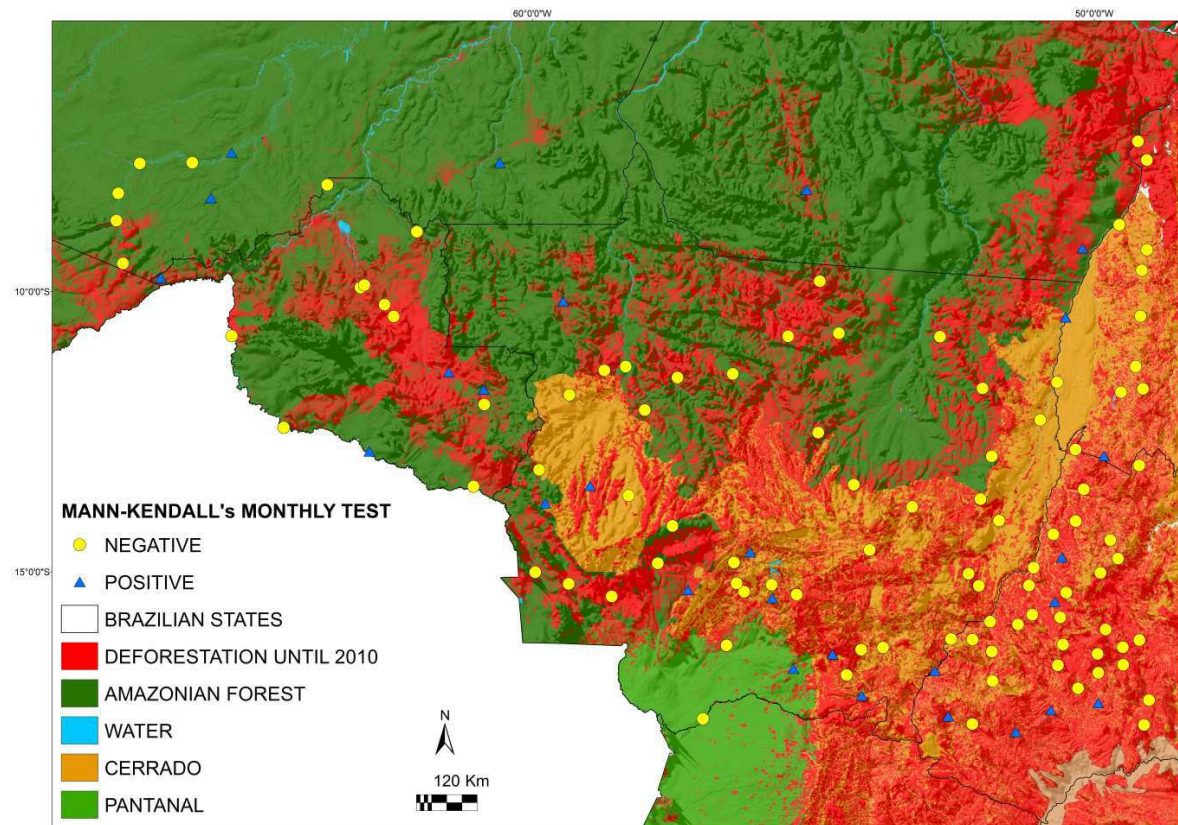 60°0'0"W
50°0'0"W
10°0'0"S
15°0'0"S
MANN-KENDALL's MONTHLY TEST
NEGATIVE
POSITIVE
BRAZILIAN STATES
DEFORESTATION UNTIL 2010
AMAZONIAN FOREST
WATER
CERRADO
PANTANAL
N
120 Km